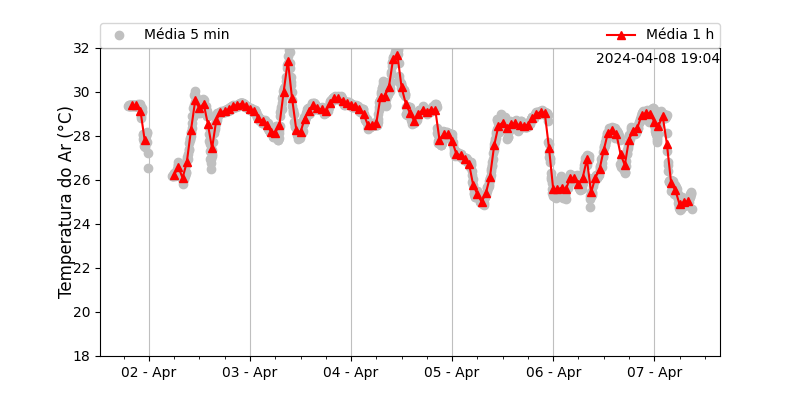 Média 5 min
Média 1 h
2024-04-08 19:04
Temperatura do Ar (°C)
32
30
28
26
24
22
20
18
02 - Apr
03 - Apr
04 - Apr
05 - Apr
06 - Apr
07 - Apr